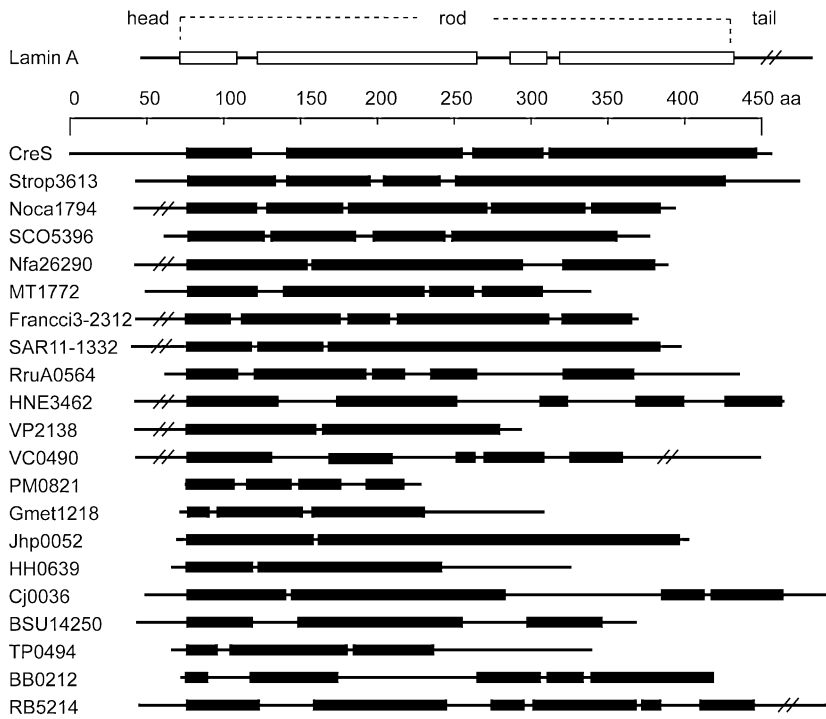 head rod tail
Lamin A
0 50 100 150 200 250 300 350 400 450 aa
CreS
Strop3613
Noca1794
SCO5396
Nfa26290
MT1772
Francci3-2312
SAR11-1332
RruA0564
HNE3462
VP2138
VC0490
PM0821
Gmet1218
Jhp0052
HH0639
Cj0036
BSU14250
TP0494
BB0212
RB5214